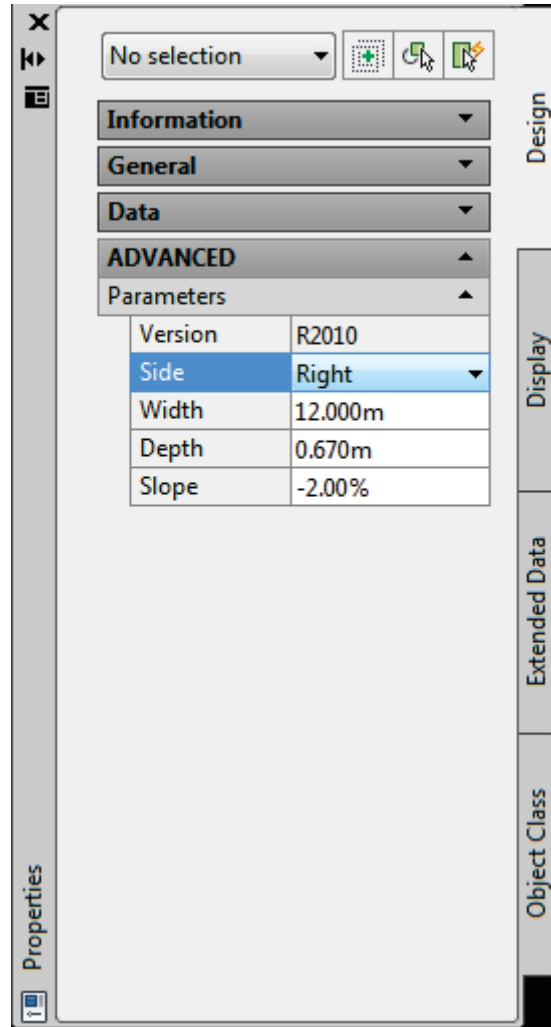 No selection
Information
General
Data
ADVANCED
Parameters
Version R2010
Side Right
Width 12.000m
Depth 0.670m
Slope -2.00%
Design
Display
Extended Data
Object Class
Properties